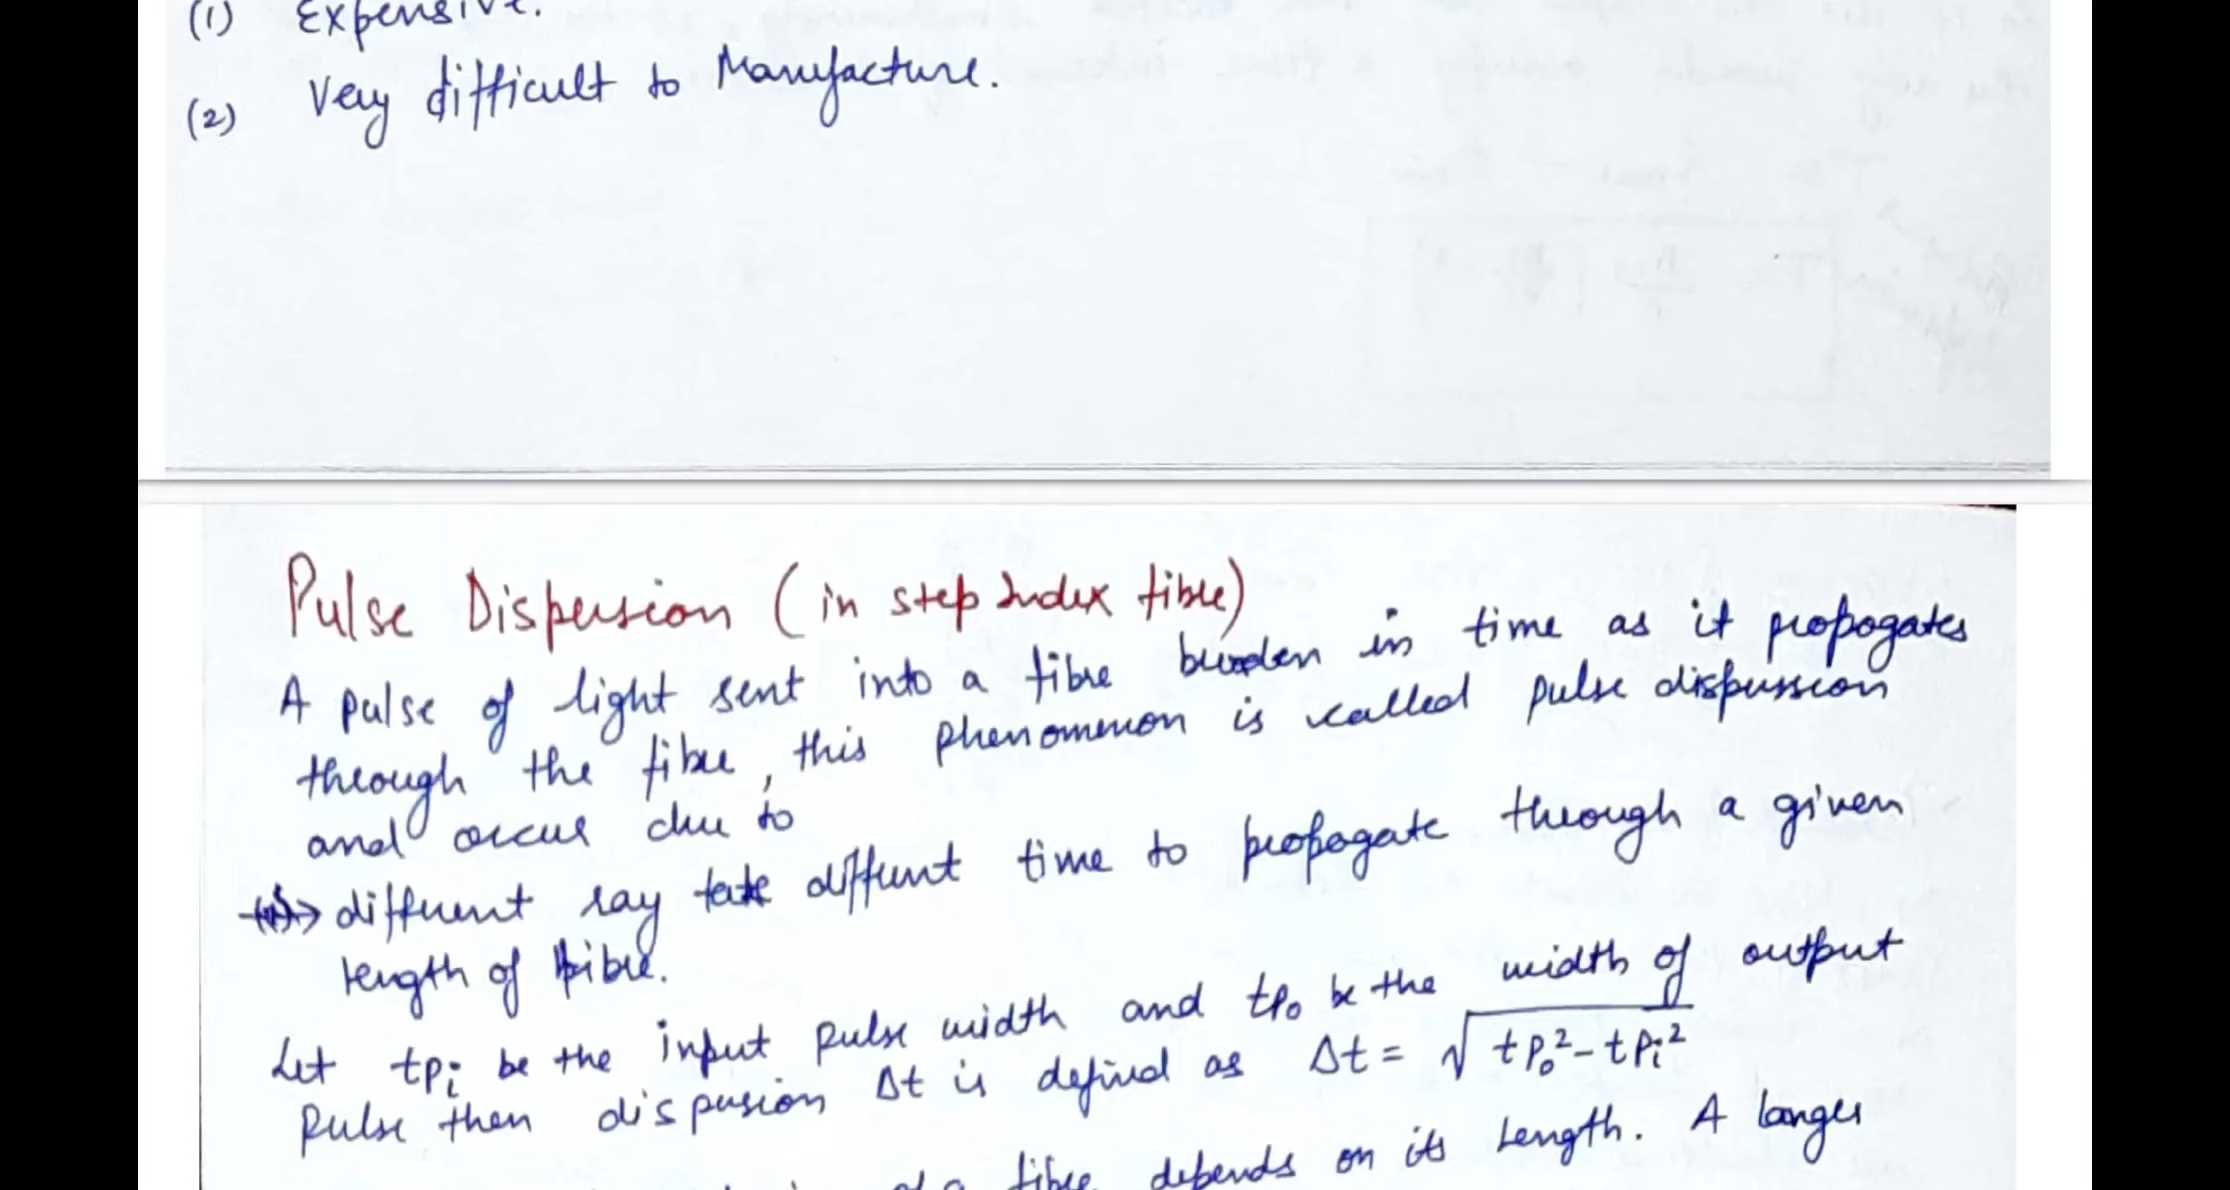 (1) Expensive.
(2) Very difficult to Manufacture.
Pulse Dispersion (in step Index fibre)
A pulse of light sent into a fibre broaden in time as it propogates
through the fibre, this phenomenon is called pulse dispersion
and occur due to
different ray take different time to propogate through a given
length of fibre.
Let tPi be the input pulse width and tPo be the width of output
Pulse then dispersion Δt is defined as Δt = √tPo²-tPi²
of a fibre depends on its Length. A longer